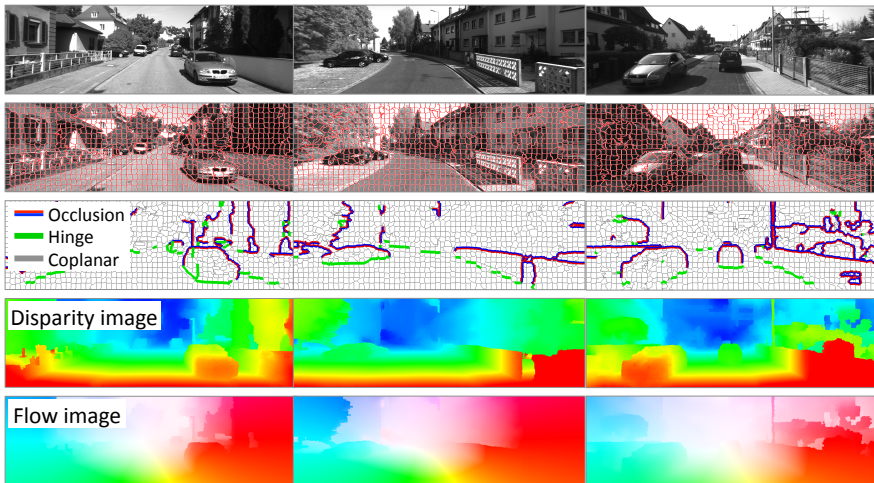 Occlusion
Hinge
Coplanar
Disparity image
Flow image